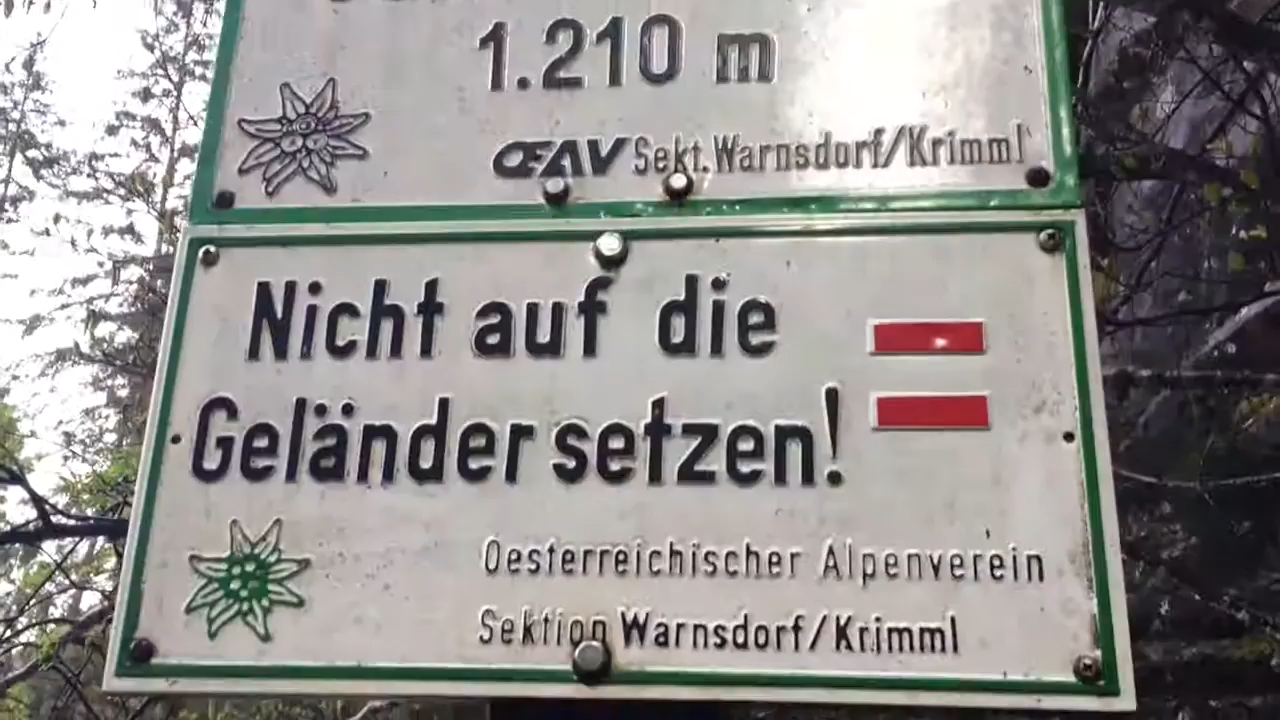 1.210 m
ŒAV Sekt. Warnsdorf/Krimml
Nicht auf die
Geländer setzen!
Oesterreichischer Alpenverein
Sektion Warnsdorf/Krimml